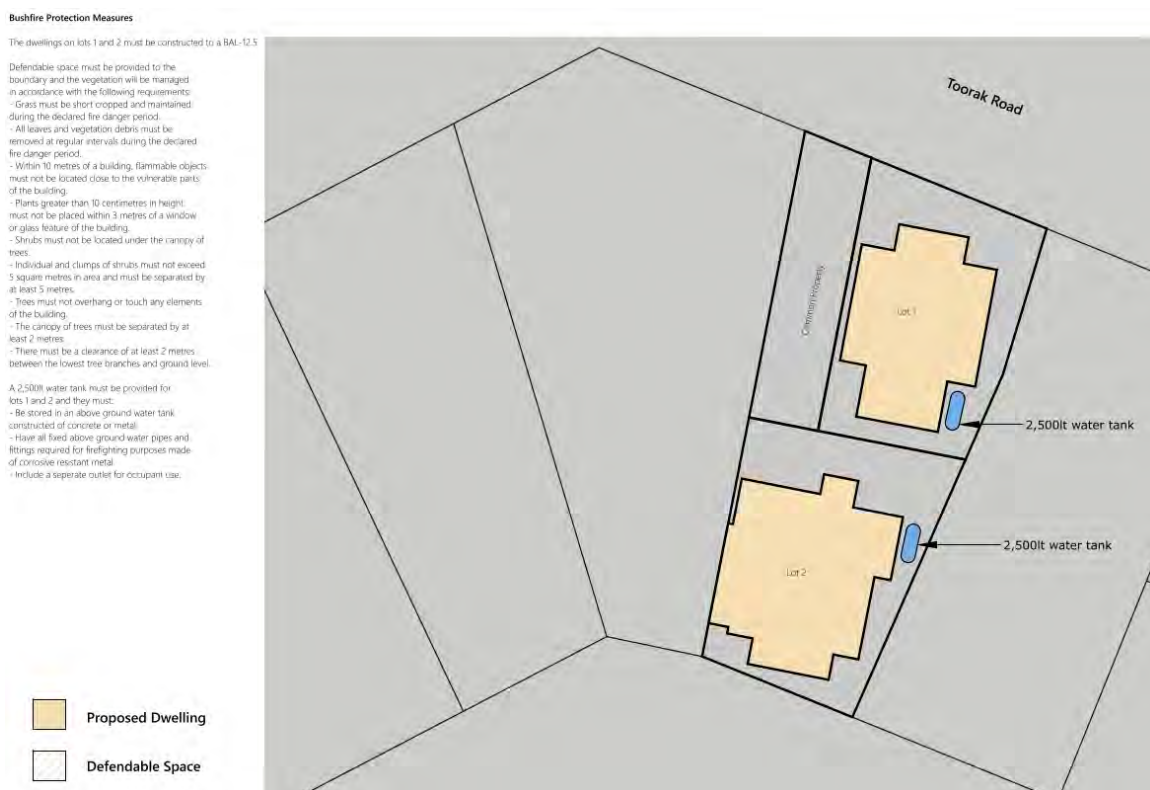 Bushfire Protection Measures
The dwellings on lots 1 and 2 must be constructed to a BAL-12.5
Defendable space must be provided to the
boundary and the vegetation will be managed
in accordance with the following requirements:
- Grass must be short cropped and maintained
during the declared fire danger period.
- All leaves and vegetation debris must be
removed at regular intervals during the declared
fire danger period.
- Within 10 metres of a building, flammable objects
must not be located close to the vulnerable parts
of the building.
- Plants greater than 10 centimetres in height
must not be placed within 3 metres of a window
or glass feature of the building.
- Shrubs must not be located under the canopy of
trees.
- Individual and clumps of shrubs must not exceed
5 square metres in area and must be separated by
at least 5 metres.
- Trees must not overhang or touch any elements
of the building.
- The canopy of trees must be separated by at
least 2 metres.
- There must be a clearance of at least 2 metres
between the lowest tree branches and ground level.
A 2,500lt water tank must be provided for
lots 1 and 2 and they must:
- Be stored in an above ground water tank
constructed of concrete or metal
- Have all fixed above ground water pipes and
fittings required for firefighting purposes made
of corrosive resistant metal
- Include a seperate outlet for occupant use.
Toorak Road
Common Property
Lot 1
2,500lt water tank
Lot 2
2,500lt water tank
Proposed Dwelling
Defendable Space